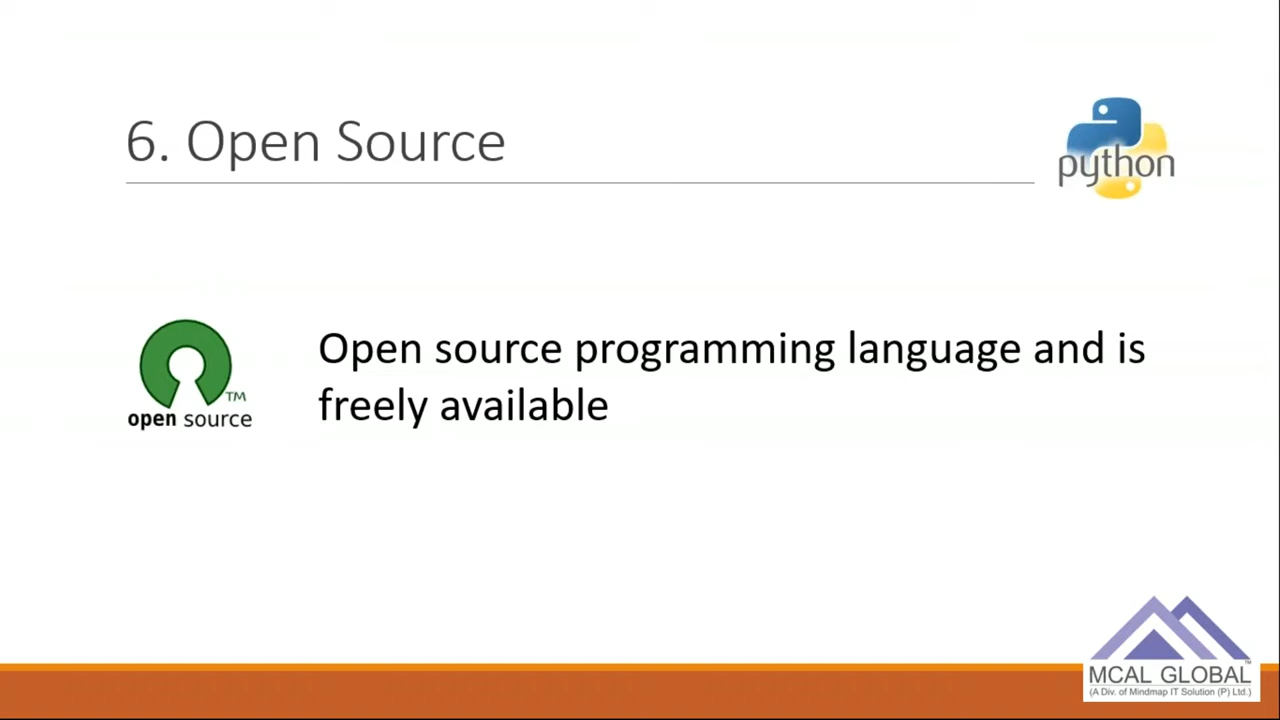 6. Open Source
python
Open source programming language and is
freely available
TM
open source
MCAL GLOBAL
TM
(A Div. of Mindmap IT Solution (P) Ltd.)